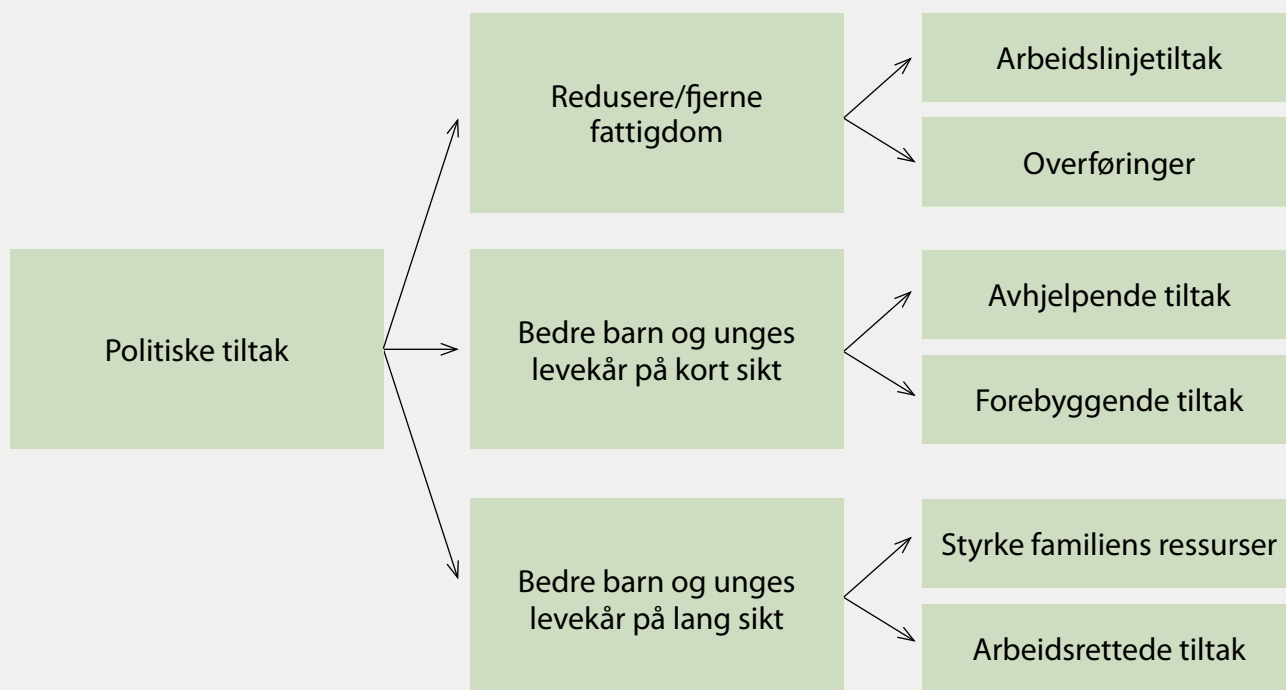 Politiske tiltak
Redusere/fjerne
fattigdom
Arbeidslinjetiltak
Overføringer
Bedre barn og unges
levekår på kort sikt
Avhjelpende tiltak
Forebyggende tiltak
Bedre barn og unges
levekår på lang sikt
Styrke familiens ressurser
Arbeidsrettede tiltak